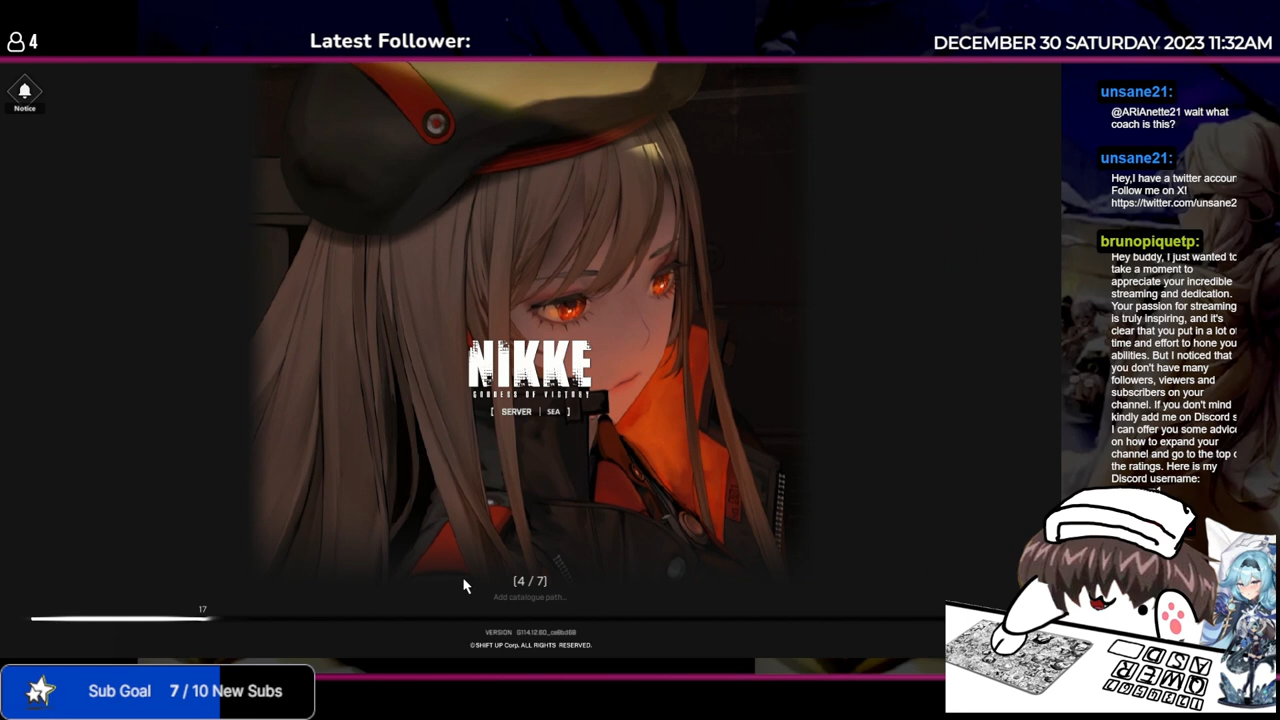 4
Latest Follower:
DECEMBER 30 SATURDAY 2023 11:32AM
Notice
unsane21:
@ARIAnette21 wait what
coach is this?
unsane21:
Hey,I have a twitter accour
Follow me on X!
https://twitter.com/unsane2
brunopiquetp:
Hey buddy, I just wanted to
take a moment to
appreciate your incredible
streaming and dedication.
Your passion for streaming
is truly inspiring, and it's
clear that you put in a lot o
time and effort to hone you
abilities. But I noticed that
you don't have many
followers, viewers and
subscribers on your
channel. If you don't mind
kindly add me on Discord s
I can offer you some advice
on how to expand your
channel and go to the top
the ratings. Here is my
Discord username:
NIKKE
GODDESS OF VICTORY
[ SERVER | SEA ]
(4 / 7)
Add catalogue path...
17
VERSION
©SHIFT UP Corp. ALL RIGHTS RESERVED.
Sub Goal 7 / 10 New Subs
A S D
Q W E R